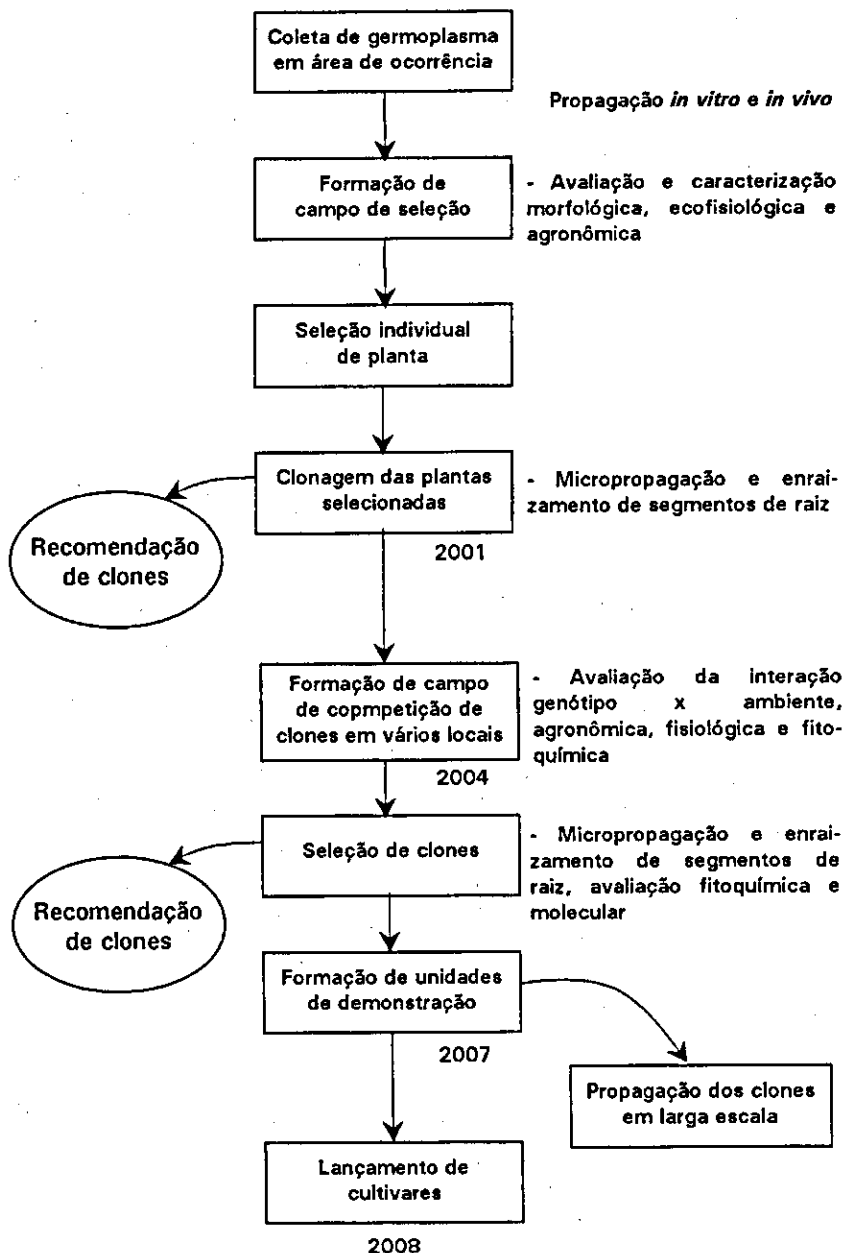 Coleta de germoplasma
em área de ocorrência
Propagação in vitro e in vivo
Formação de
campo de seleção
- Avaliação e caracterização
morfológica, ecofisiológica e
agronômica
Seleção individual
de planta
Clonagem das plantas
selecionadas
- Micropropagação e enrai-
zamento de segmentos de raiz
2001
Recomendação
de clones
Formação de campo
de copmpetição de
clones em vários locais
- Avaliação da interação
genótipo x ambiente,
agronômica, fisiológica e fito-
química
2004
Seleção de clones
- Micropropagação e enrai-
zamento de segmentos de
raiz, avaliação fitoquímica e
molecular
Recomendação
de clones
Formação de unidades
de demonstração
2007
Propagação dos clones
em larga escala
Lançamento de
cultivares
2008